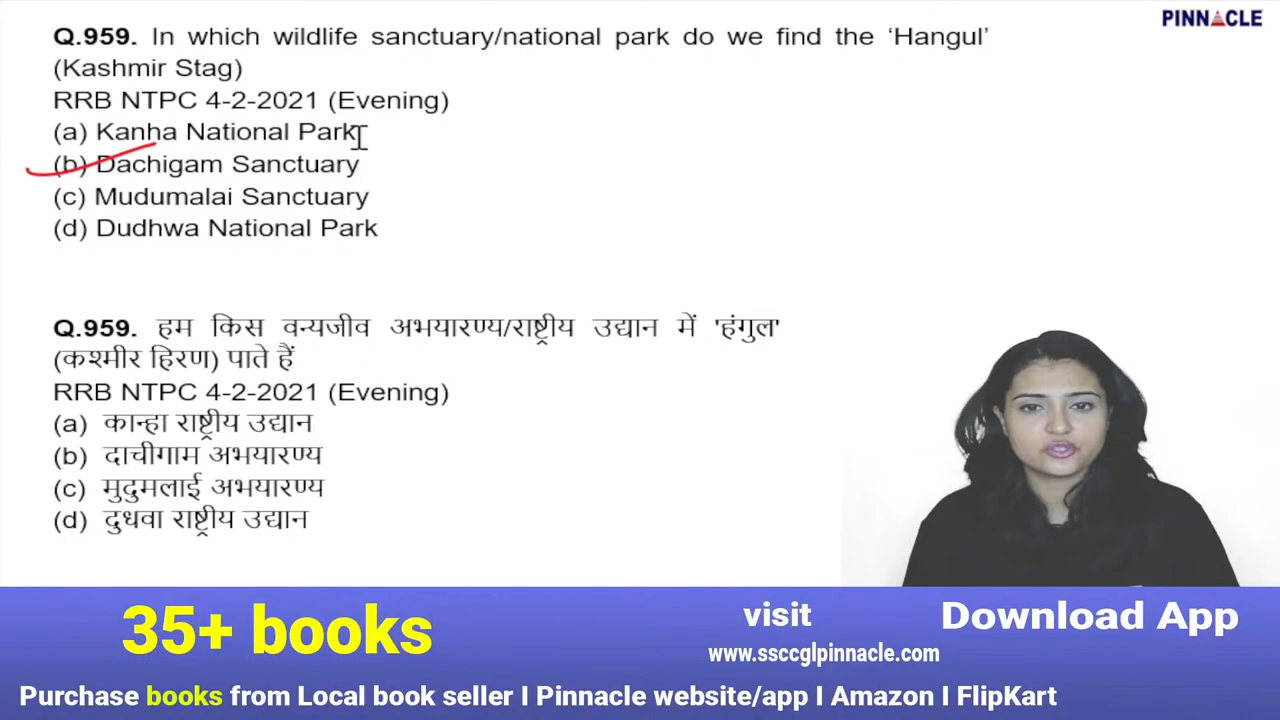 PINNACLE
Q.959. In which wildlife sanctuary/national park do we find the ‘Hangul’
(Kashmir Stag)
RRB NTPC 4-2-2021 (Evening)
(a) Kanha National Park
(b) Dachigam Sanctuary
(c) Mudumalai Sanctuary
(d) Dudhwa National Park
Q.959. हम किस वन्यजीव अभयारण्य/राष्ट्रीय उद्यान में 'हंगुल'
(कश्मीर हिरण) पाते हैं
RRB NTPC 4-2-2021 (Evening)
(a) कान्हा राष्ट्रीय उद्यान
(b) दाचीगाम अभयारण्य
(c) मुदुमलाई अभयारण्य
(d) दुधवा राष्ट्रीय उद्यान
35+ books
visit
www.ssccglpinnacle.com
Download App
Purchase books from Local book seller I Pinnacle website/app I Amazon I FlipKart